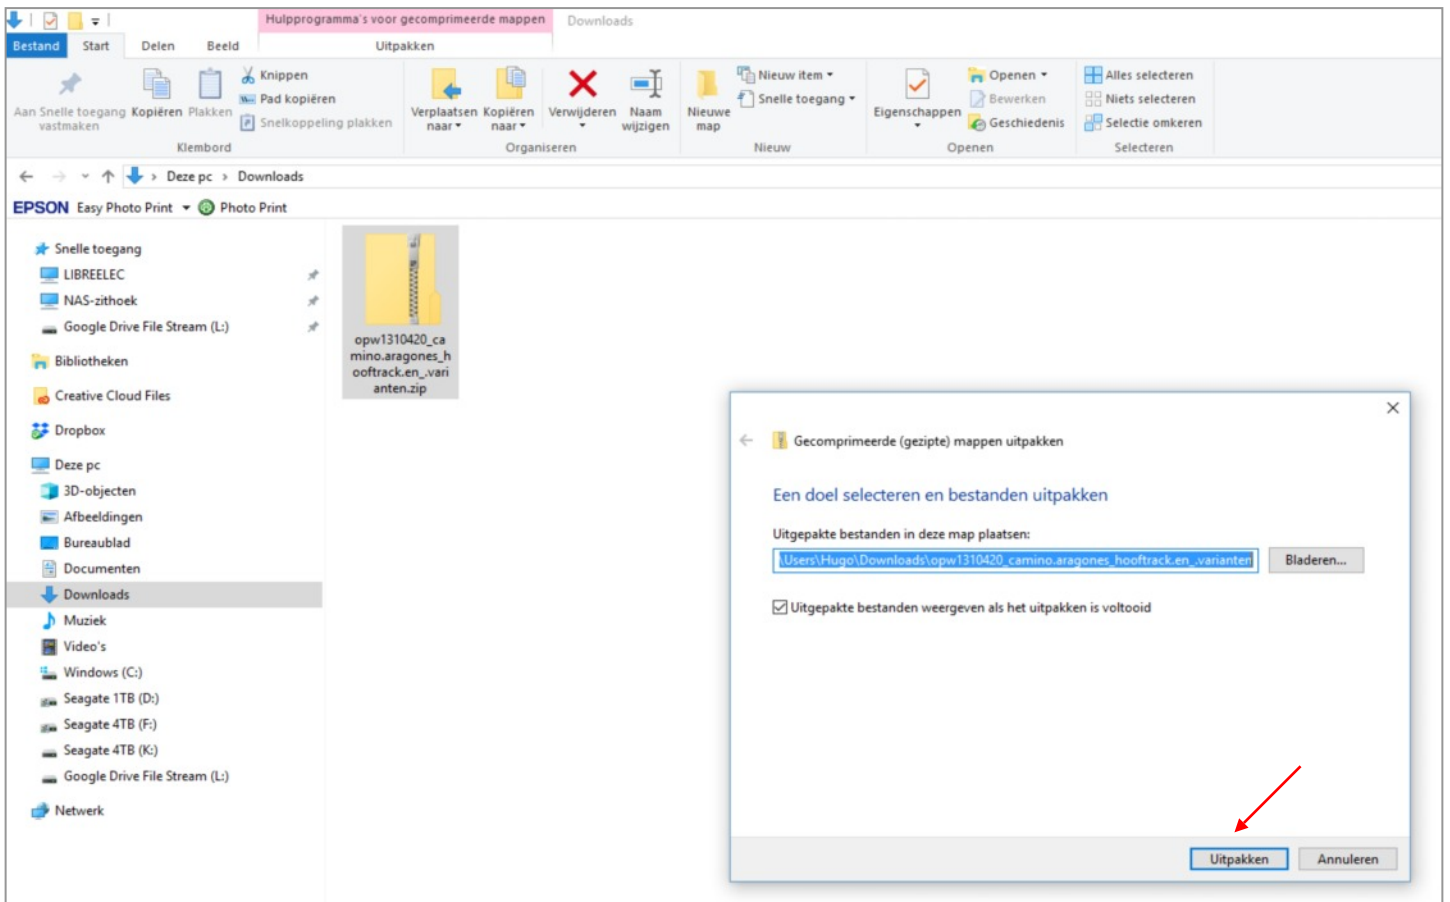 Hulpprogramma's voor gecomprimeerde mappen
Downloads
Bestand
Start
Delen
Beeld
Uitpakken
Aan Snelle toegang
vastmaken
Kopiëren
Plakken
Knippen
Pad kopiëren
Snelkoppeling plakken
Klembord
Verplaatsen
naar
Kopiëren
naar
Verwijderen
Naam
wijzigen
Organiseren
Nieuwe
map
Nieuw item
Snelle toegang
Nieuw
Eigenschappen
Openen
Bewerken
Geschiedenis
Openen
Alles selecteren
Niets selecteren
Selectie omkeren
Selecteren
Deze pc > Downloads
EPSON Easy Photo Print Photo Print
Snelle toegang
LIBREELEC
NAS-zithoek
Google Drive File Stream (L:)
Bibliotheken
Creative Cloud Files
Dropbox
Deze pc
3D-objecten
Afbeeldingen
Bureaublad
Documenten
Downloads
Muziek
Video's
Windows (C:)
Seagate 1TB (D:)
Seagate 4TB (F:)
Seagate 4TB (K:)
Google Drive File Stream (L:)
Netwerk
opw1310420_ca
mino.aragones_h
ooftrack.en_.vari
anten.zip
Gecomprimeerde (gezipte) mappen uitpakken
Een doel selecteren en bestanden uitpakken
Uitgepakte bestanden in deze map plaatsen:
\Users\Hugo\Downloads\opw1310420_camino.aragones_hooftrack.en_.varianten
Bladeren...
Uitgepakte bestanden weergeven als het uitpakken is voltooid
Uitpakken
Annuleren